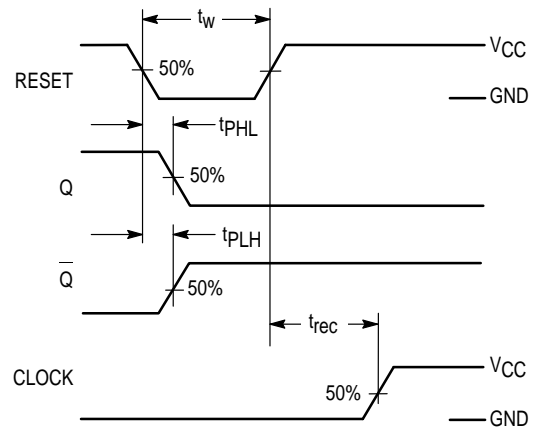 tw
VCC
50%
RESET
GND
tPHL
50%
Q
tPLH
Q̅
50%
trec
VCC
CLOCK
50%
GND